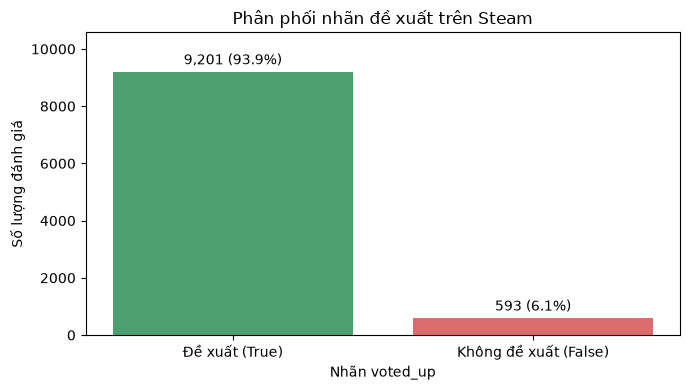 Phân phối nhãn đề xuất trên Steam
Số lượng đánh giá
10000
8000
6000
4000
2000
0
9,201 (93.9%)
593 (6.1%)
Đề xuất (True)
Không đề xuất (False)
Nhãn voted_up